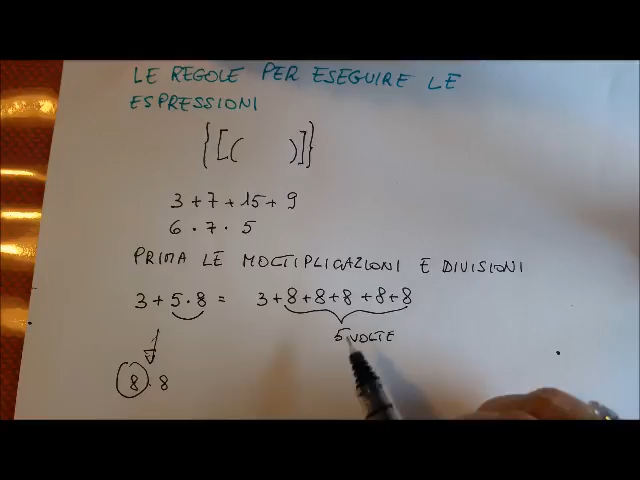 LE REGOLE PER ESEGUIRE LE
ESPRESSIONI
{[( )]}
3 + 7 + 15 + 9
6 · 7 · 5
PRIMA LE MOLTIPLICAZIONI E DIVISIONI
3 + 5 · 8 = 3 + 8 + 8 + 8 + 8 + 8
5 VOLTE
8 · 8